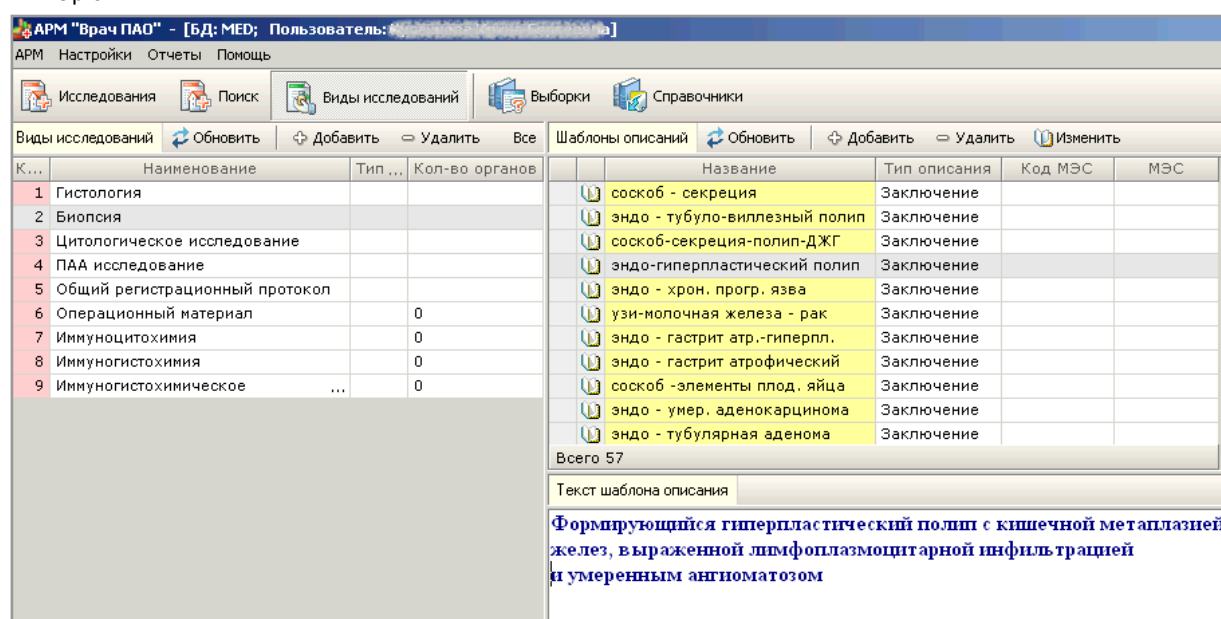 АРМ "Врач ПАО" - [БД: MED; Пользователь: а]
АРМ Настройки Отчеты Помощь
Исследования Поиск Виды исследований Выборки Справочники
Виды исследований Обновить Добавить Удалить Все
К... Наименование Тип ... Кол-во органов
1 Гистология
2 Биопсия
3 Цитологическое исследование
4 ПАА исследование
5 Общий регистрационный протокол
6 Операционный материал 0
7 Иммуноцитохимия 0
8 Иммуногистохимия 0
9 Иммуногистохимическое ... 0
Шаблоны описаний Обновить Добавить Удалить Изменить
Название Тип описания Код МЭС МЭС
соскоб - секреция Заключение
эндо - тубуло-виллезный полип Заключение
соскоб-секреция-полип-ДЖГ Заключение
эндо-гиперпластический полип Заключение
эндо - хрон. прогр. язва Заключение
узи-молочная железа - рак Заключение
эндо - гастрит атр.-гиперпл. Заключение
эндо - гастрит атрофический Заключение
соскоб -элементы плод. яйца Заключение
эндо - умер. аденокарцинома Заключение
эндо - тубулярная аденома Заключение
Всего 57
Текст шаблона описания
Формирующийся гиперпластический полип с кишечной метаплазией
желез, выраженной лимфоплазмоцитарной инфильтрацией
и умеренным ангиоматозом